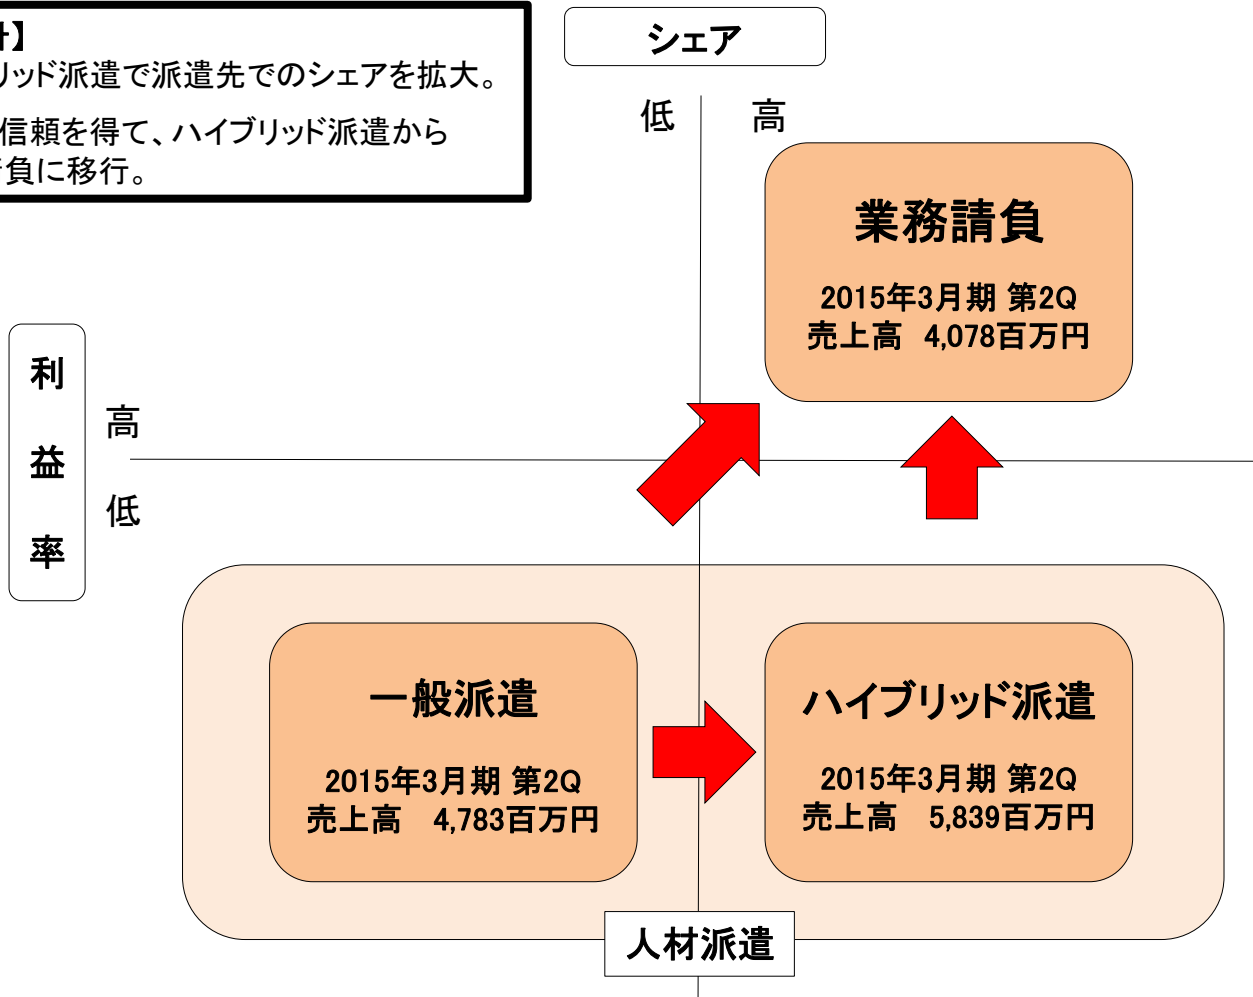 針】
リッド派遣で派遣先でのシェアを拡大。
信頼を得て、ハイブリッド派遣から
負に移行。
シェア
低 高
業務請負
2015年3月期 第2Q
売上高 4,078百万円
利
益
率
高
低
一般派遣
2015年3月期 第2Q
売上高 4,783百万円
ハイブリッド派遣
2015年3月期 第2Q
売上高 5,839百万円
人材派遣